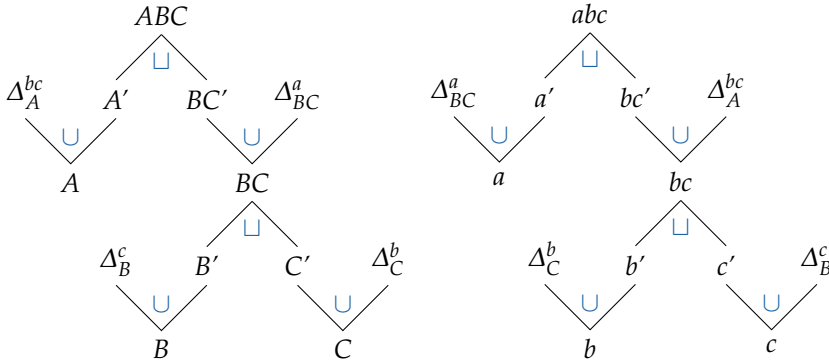 ABC abc
⊔ ⊔
Δ_A^{bc} A′ BC′ Δ_{BC}^a Δ_{BC}^a a′ bc′ Δ_A^{bc}
∪ ∪ ∪ ∪
A BC a bc
⊔ ⊔
Δ_B^c B′ C′ Δ_C^b Δ_C^b b′ c′ Δ_B^c
∪ ∪ ∪ ∪
B C b c